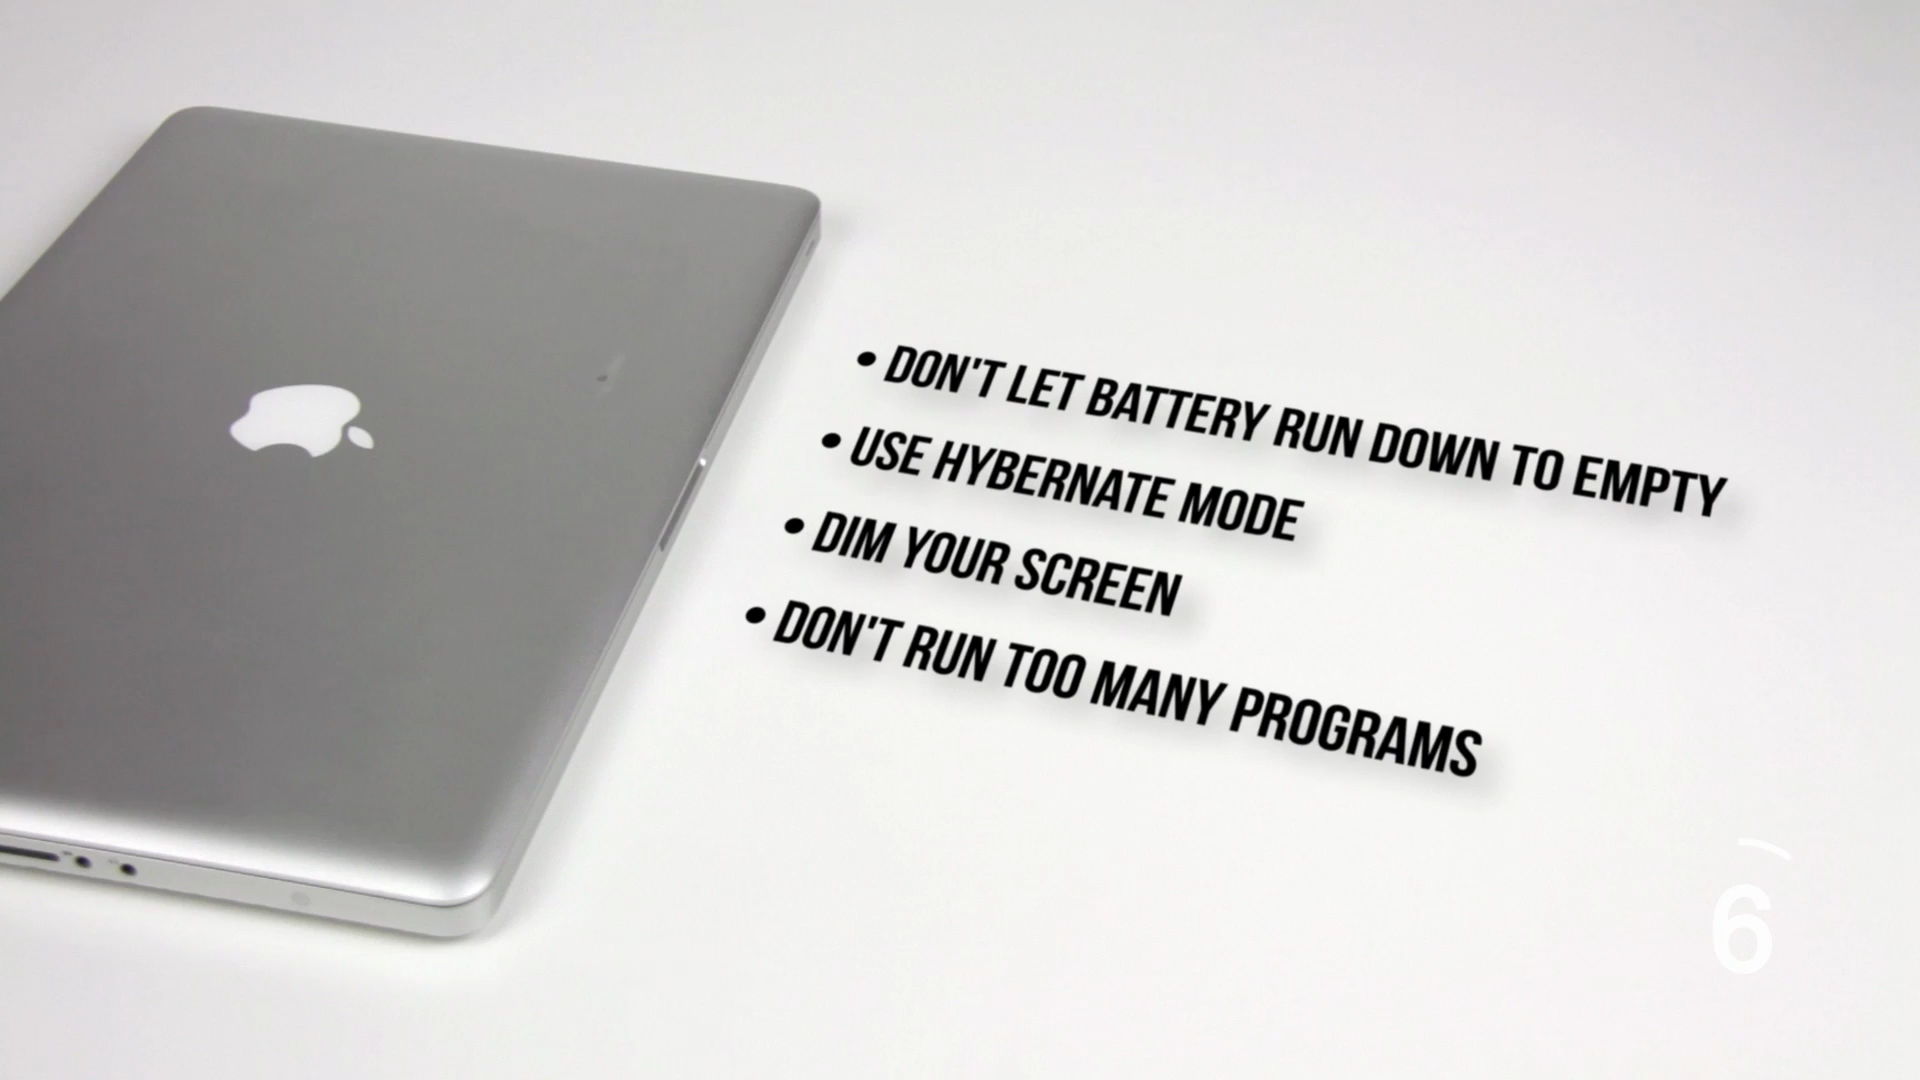 • DON'T LET BATTERY RUN DOWN TO EMPTY
• USE HYBERNATE MODE
• DIM YOUR SCREEN
• DON'T RUN TOO MANY PROGRAMS
6